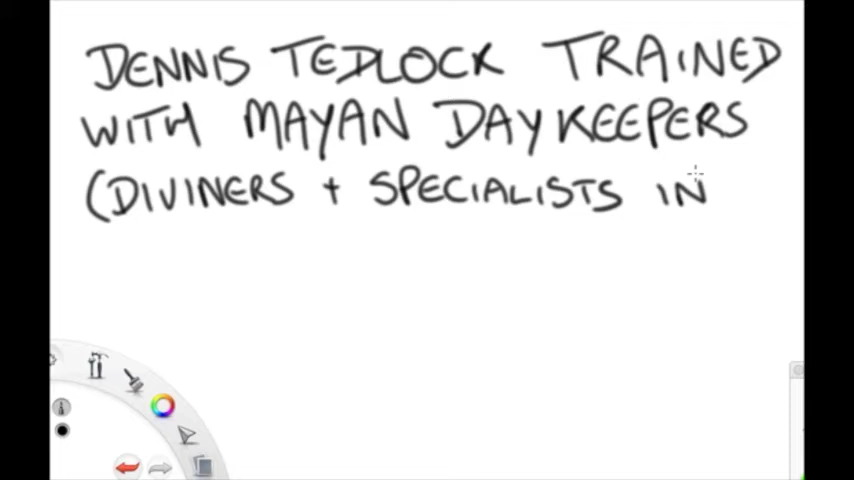 DENNIS TEDLOCK TRAINED
WITH MAYAN DAYKEEPERS
(DIVINERS + SPECIALISTS IN